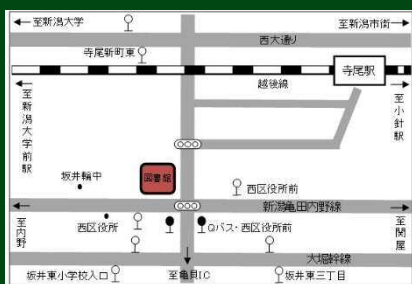 ←至新潟大学
至新潟市街→
西大通り
寺尾新町東
寺尾駅
越後線
至新潟大学前駅
至小針駅
坂井輪中
図書館
西区役所前
新潟亀田内野線
至内野
西区役所
Qバス・西区役所前
至関屋
大堀幹線
坂井東小学校入口
至亀貝IC
坂井東三丁目